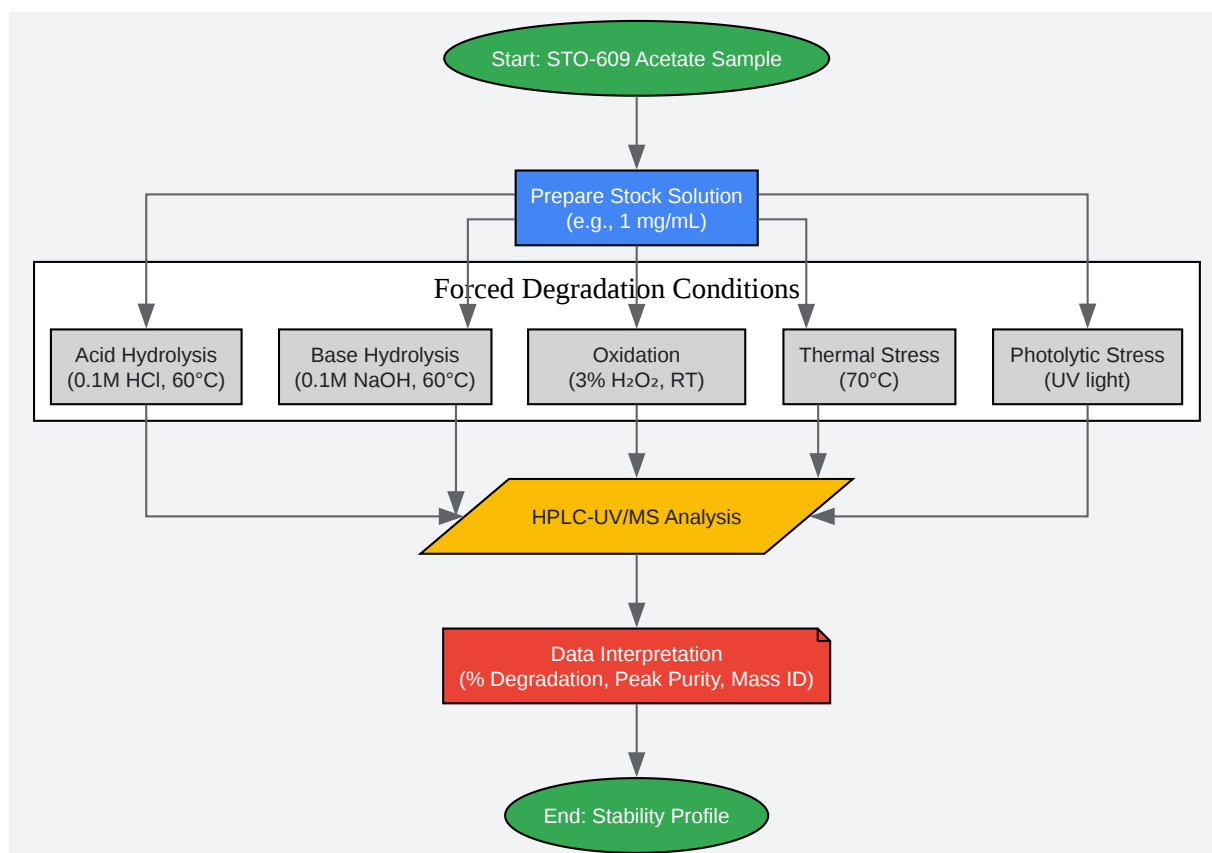 Start: STO-609 Acetate Sample
Prepare Stock Solution
(e.g., 1 mg/mL)
Forced Degradation Conditions
Acid Hydrolysis
(0.1M HCl, 60°C)
Base Hydrolysis
(0.1M NaOH, 60°C)
Oxidation
(3% H₂O₂, RT)
Thermal Stress
(70°C)
Photolytic Stress
(UV light)
HPLC-UV/MS Analysis
Data Interpretation
(% Degradation, Peak Purity, Mass ID)
End: Stability Profile